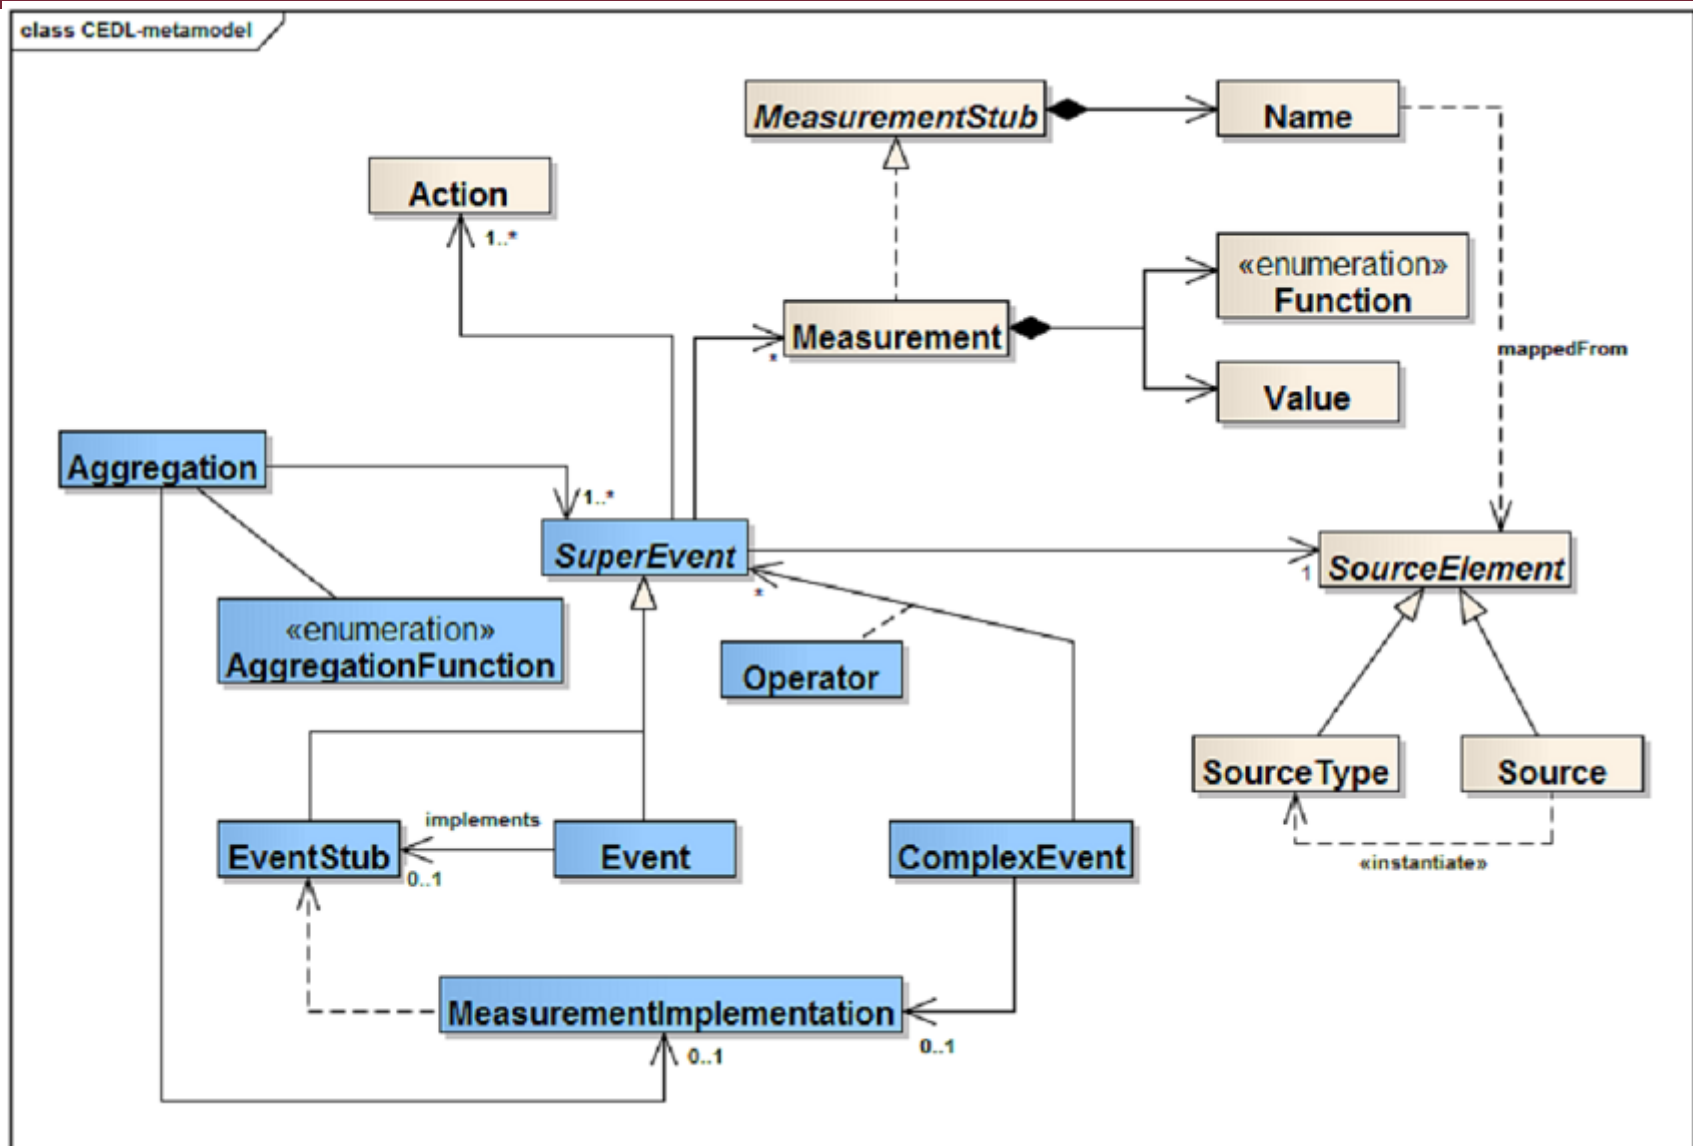 class CEDL-metamodel
MeasurementStub
Name
Action
1..*
«enumeration»
Function
Measurement
*
mappedFrom
Value
Aggregation
1..*
SuperEvent
*
1
SourceElement
«enumeration»
AggregationFunction
Operator
SourceType
Source
implements
EventStub
0..1
Event
ComplexEvent
«instantiate»
MeasurementImplementation
0..1
0..1